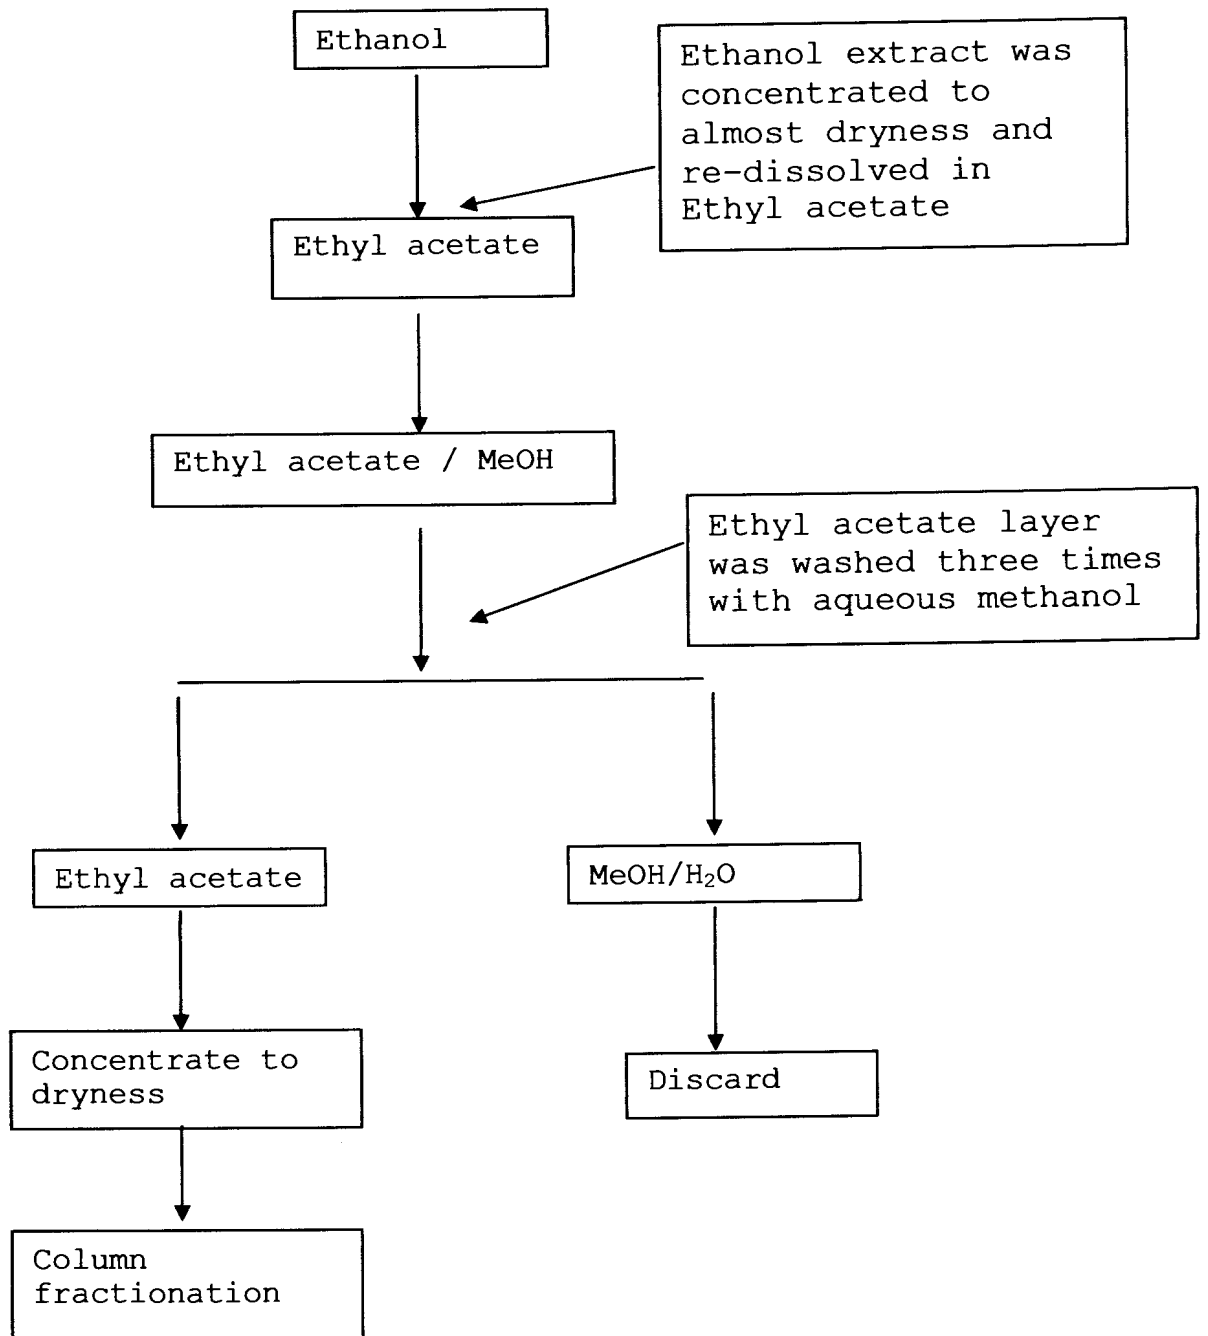 Ethanol
Ethanol extract was
concentrated to
almost dryness and
re-dissolved in
Ethyl acetate
Ethyl acetate
Ethyl acetate / MeOH
Ethyl acetate layer
was washed three times
with aqueous methanol
Ethyl acetate
MeOH/H₂O
Concentrate to
dryness
Discard
Column
fractionation